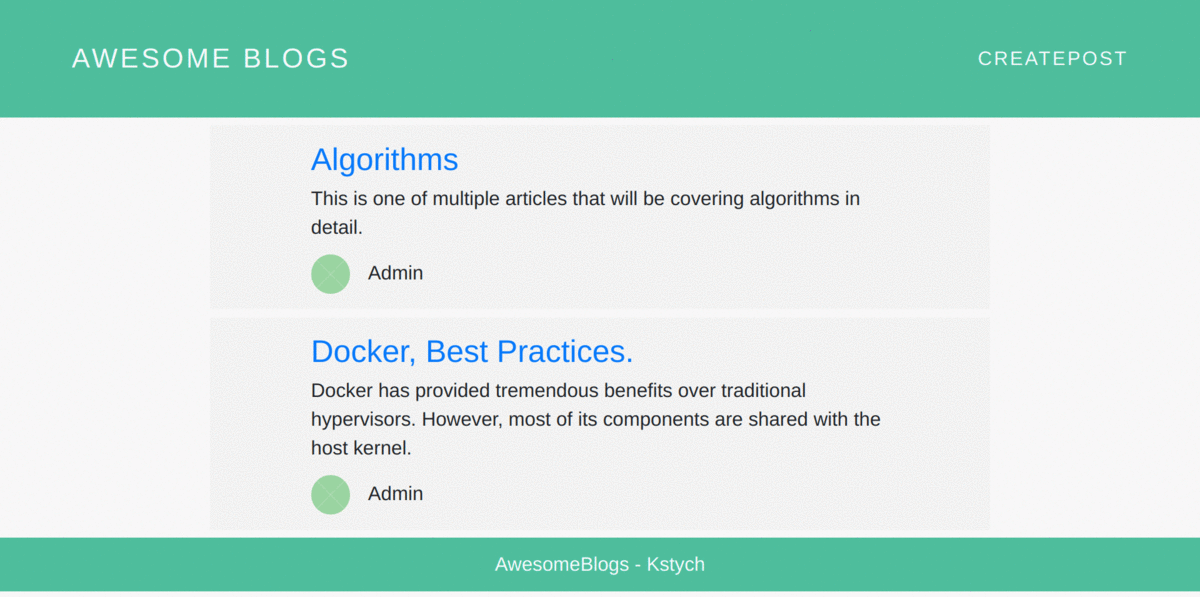 AWESOME BLOGS
CREATEPOST
Algorithms
This is one of multiple articles that will be covering algorithms in
detail.
Admin
Docker, Best Practices.
Docker has provided tremendous benefits over traditional
hypervisors. However, most of its components are shared with the
host kernel.
Admin
AwesomeBlogs - Kstych